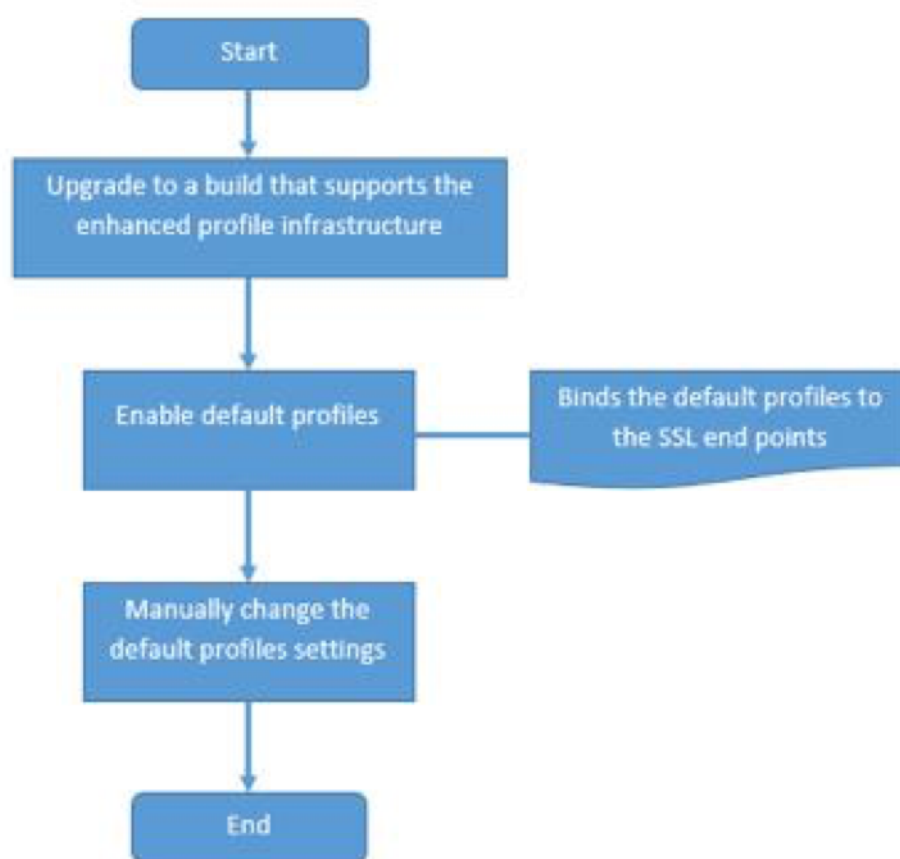 Start
Upgrade to a build that supports the
enhanced profile infrastructure
Enable default profiles
Binds the default profiles to
the SSL end points
Manually change the
default profiles settings
End